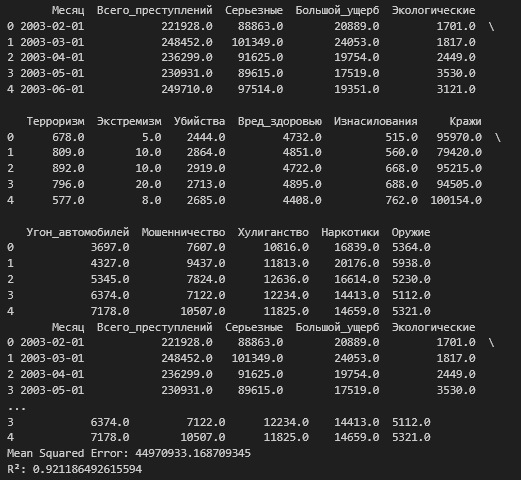 Месяц Всего_преступлений Серьезные Большой_ущерб Экологические
0 2003-02-01 221928.0 88863.0 20889.0 1701.0 \
1 2003-03-01 248452.0 101349.0 24053.0 1817.0
2 2003-04-01 236299.0 91625.0 19754.0 2449.0
3 2003-05-01 230931.0 89615.0 17519.0 3530.0
4 2003-06-01 249710.0 97514.0 19351.0 3121.0
Терроризм Экстремизм Убийства Вред_здоровью Изнасилования Кражи
0 678.0 5.0 2444.0 4732.0 515.0 95970.0 \
1 809.0 10.0 2864.0 4851.0 560.0 79420.0
2 892.0 10.0 2919.0 4722.0 668.0 95215.0
3 796.0 20.0 2713.0 4895.0 688.0 94505.0
4 577.0 8.0 2685.0 4408.0 762.0 100154.0
Угон_автомобилей Мошенничество Хулиганство Наркотики Оружие
0 3697.0 7607.0 10816.0 16839.0 5364.0
1 4327.0 9437.0 11813.0 20176.0 5938.0
2 5345.0 7824.0 12636.0 16614.0 5230.0
3 6374.0 7122.0 12234.0 14413.0 5112.0
4 7178.0 10507.0 11825.0 14659.0 5321.0
Месяц Всего_преступлений Серьезные Большой_ущерб Экологические
0 2003-02-01 221928.0 88863.0 20889.0 1701.0 \
1 2003-03-01 248452.0 101349.0 24053.0 1817.0
2 2003-04-01 236299.0 91625.0 19754.0 2449.0
3 2003-05-01 230931.0 89615.0 17519.0 3530.0
...
3 6374.0 7122.0 12234.0 14413.0 5112.0
4 7178.0 10507.0 11825.0 14659.0 5321.0
Mean Squared Error: 44970933.168709345
R²: 0.921186492615594